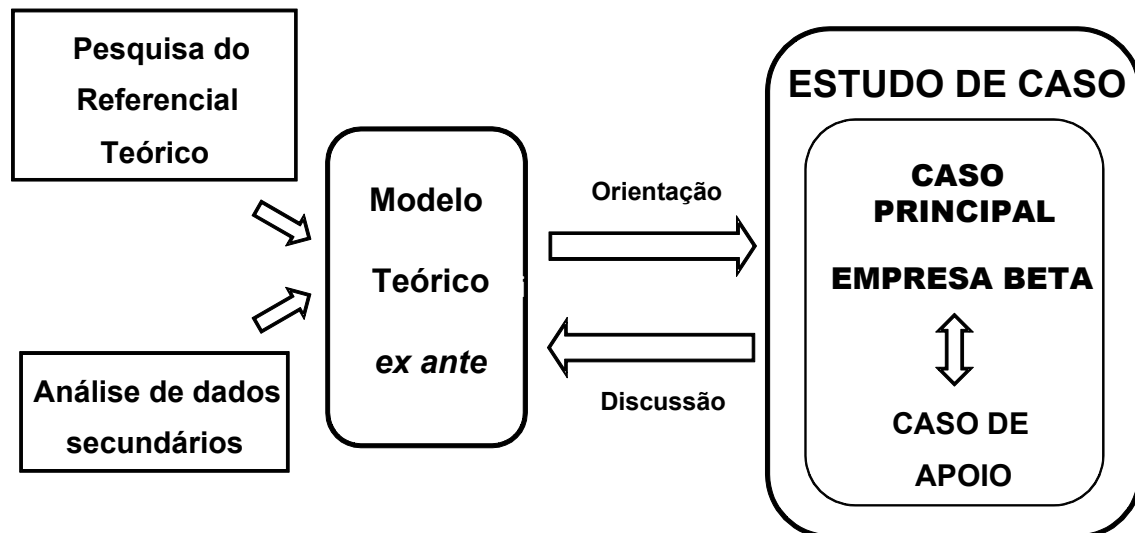 Pesquisa do
Referencial
Teórico
Análise de dados
secundários
Modelo
Teórico
ex ante
Orientação
Discussão
ESTUDO DE CASO
CASO
PRINCIPAL
EMPRESA BETA
CASO DE
APOIO